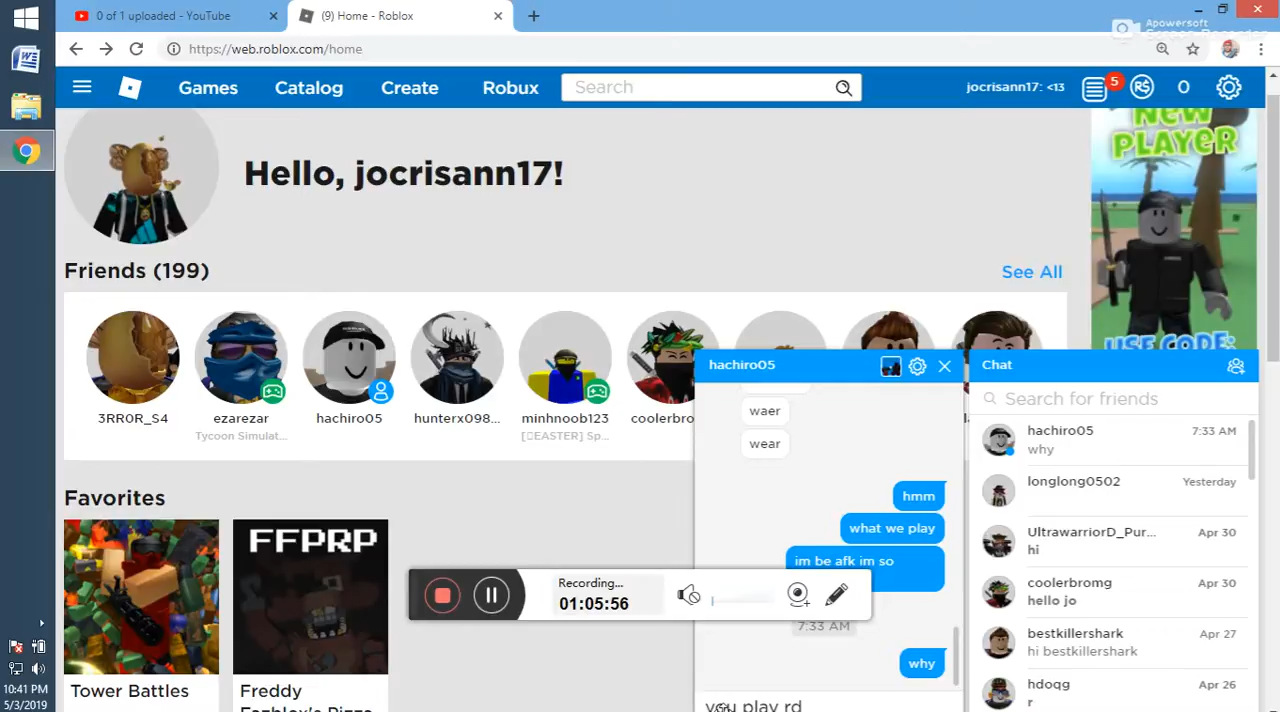 0 of 1 uploaded - YouTube
(9) Home - Roblox
Apowersoft
https://web.roblox.com/home
Games
Catalog
Create
Robux
Search
jocrisann17: <13
5
R$
0
NEW
PLAYER
USE CODE:
Hello, jocrisann17!
Friends (199)
See All
3RR0R_S4
ezarezar
Tycoon Simulat...
hachiro05
hunterx098...
minhnoob123
[▯EASTER] Sp...
coolerbro
Favorites
FFPRP
Tower Battles
Freddy
hachiro05
waer
wear
hmm
what we play
im be afk im so
7:33 AM
why
you play rd
Recording...
01:05:56
Chat
Search for friends
hachiro05
7:33 AM
why
longlong0502
Yesterday
UltrawarriorD_Pur...
Apr 30
hi
coolerbromg
Apr 30
hello jo
bestkillershark
Apr 27
hi bestkillershark
hdoqg
Apr 26
r
10:41 PM
5/3/2019